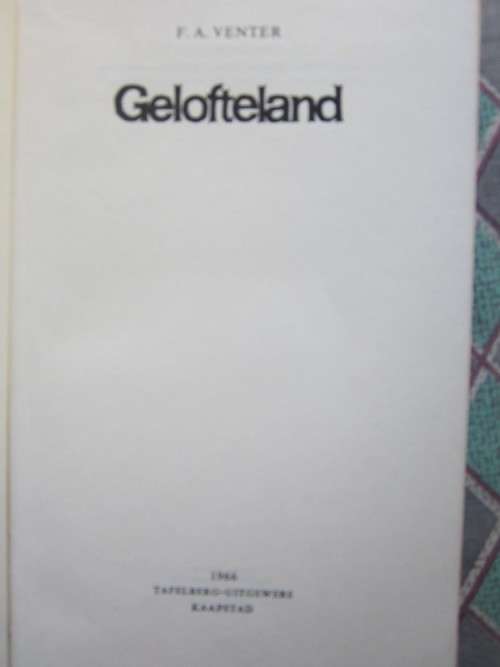 F. A. VENTER
Gelofteland
1966
TAFELBERG-UITGEWERS
KAAPSTAD